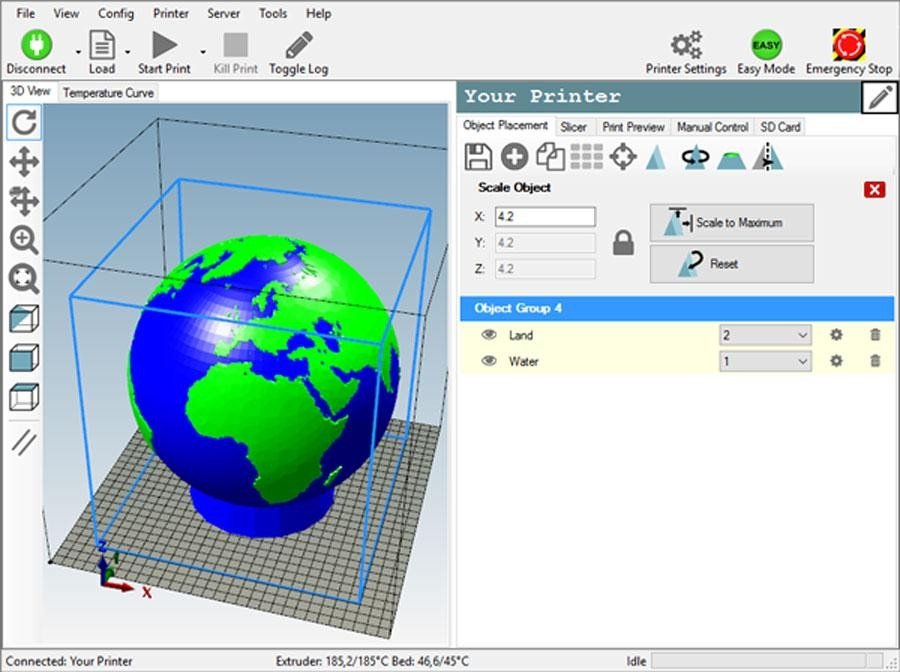 File View Config Printer Server Tools Help
Disconnect Load Start Print Kill Print Toggle Log Printer Settings EASY Easy Mode Emergency Stop
3D View Temperature Curve
Your Printer
Object Placement Slicer Print Preview Manual Control SD Card
Scale Object
X: 4.2
Scale to Maximum
Y: 4.2
Z: 4.2
Reset
Object Group 4
Land 2
Water 1
Z
Y
X
Connected: Your Printer Extruder: 185,2/185°C Bed: 46,6/45°C Idle